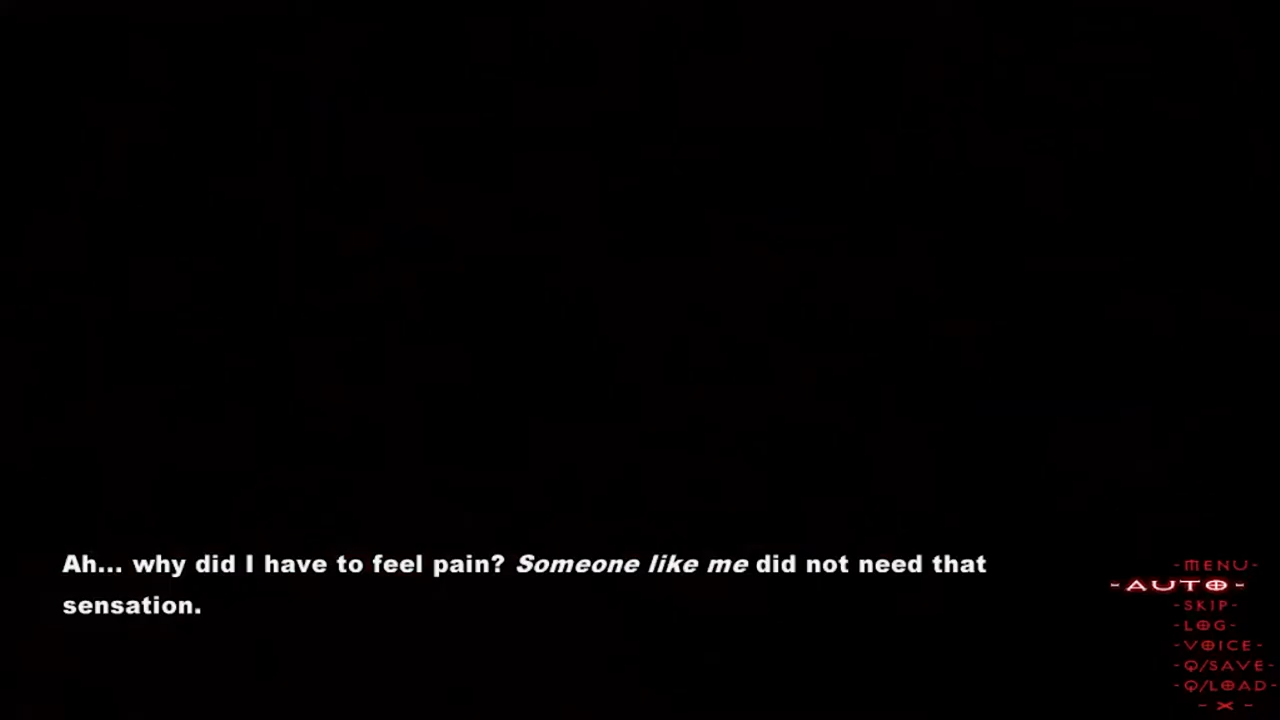 Ah... why did I have to feel pain? Someone like me did not need that
sensation.
-MENU-
-AUTO-
-SKIP-
-LOG-
-VOICE-
-Q/SAVE-
-Q/LOAD-
-X-